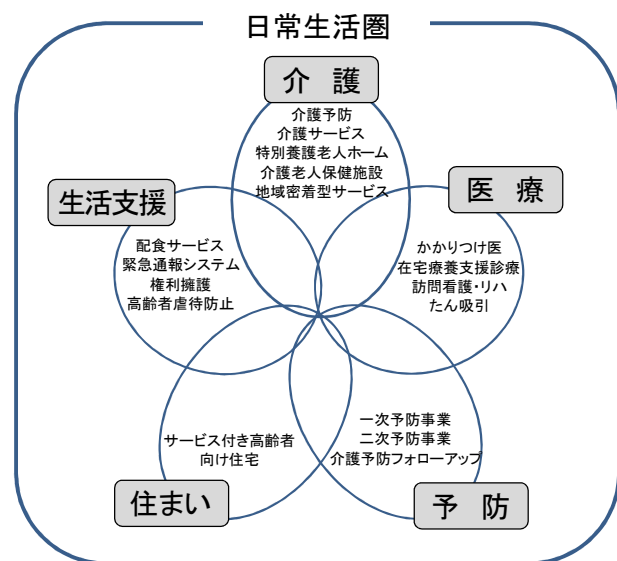 日常生活圏
介 護
介護予防
介護サービス
特別養護老人ホーム
介護老人保健施設
地域密着型サービス
生活支援
配食サービス
緊急通報システム
権利擁護
高齢者虐待防止
医 療
かかりつけ医
在宅療養支援診療
訪問看護・リハ
たん吸引
サービス付き高齢者
向け住宅
住まい
一次予防事業
二次予防事業
介護予防フォローアップ
予 防